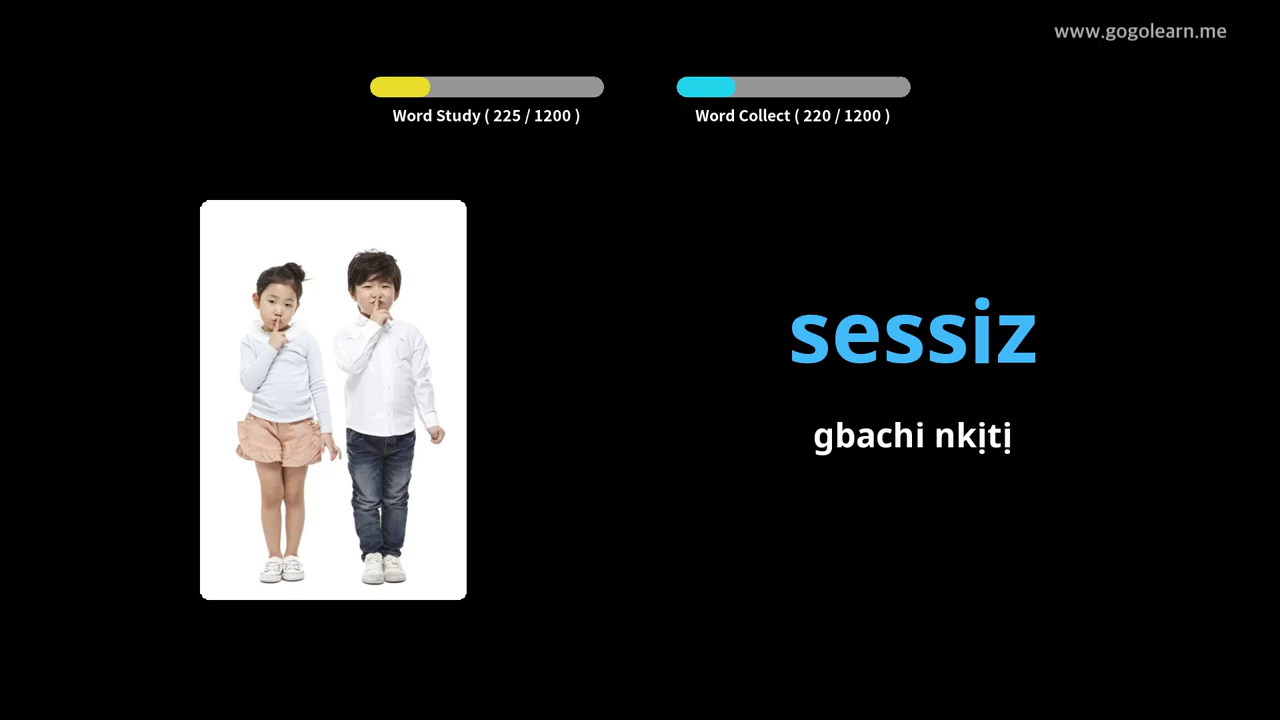 www.gogolearn.me
Word Study ( 225 / 1200 )
Word Collect ( 220 / 1200 )
sessiz
gbachi nkịtị